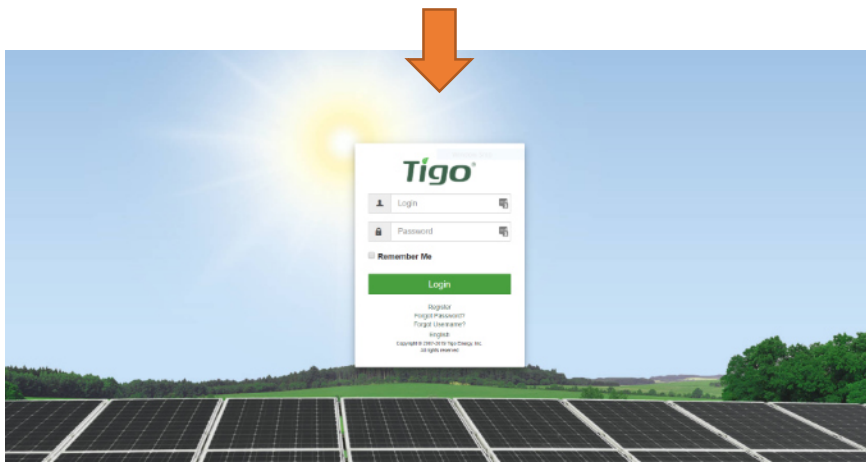 Tigo
Login
Password
Remember Me
Login
Register
Forgot Password?
Forgot Username?
English
All rights reserved